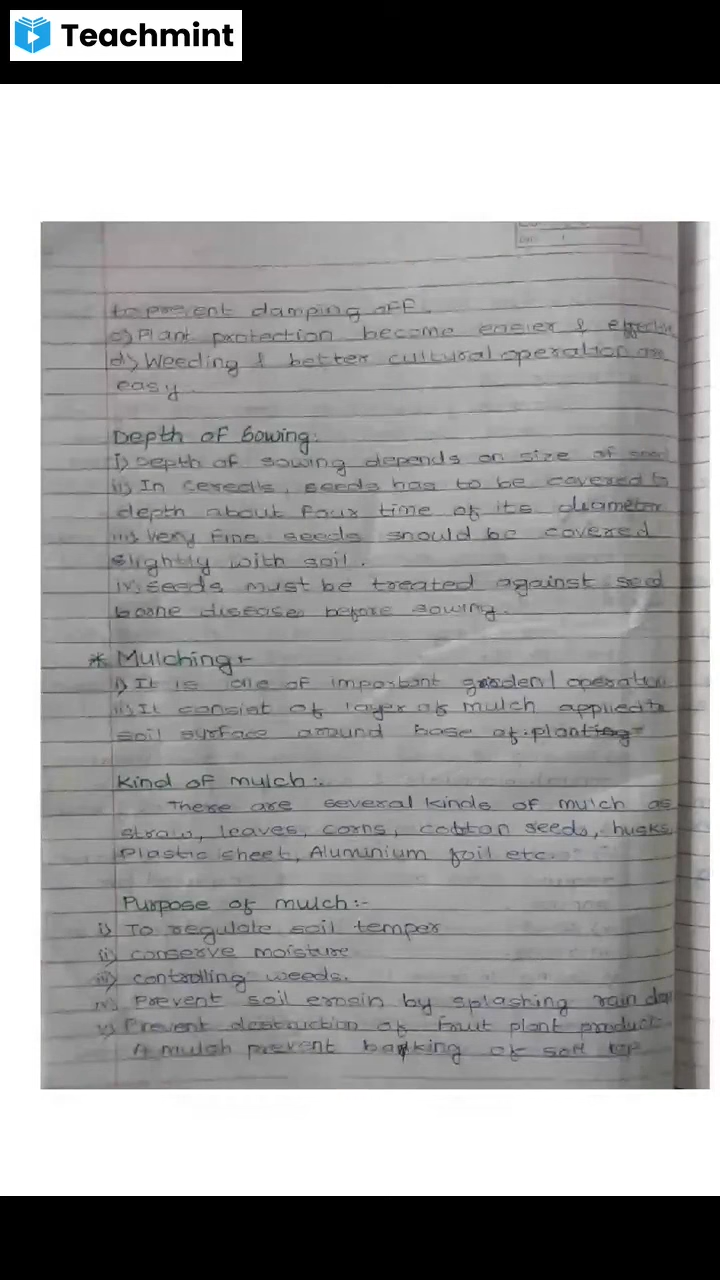 Teachmint
to prevent damping off.
c) Plant protection become easier & effective
d) Weeding & better cultural operation are
easy
Depth of Sowing:
i) Depth of sowing depends on size of seed
ii) In cereals, seeds has to be covered to
depth about four time of its diameter
iii) Very fine seeds should be covered
slightly with soil.
iv) seeds must be treated against seed
borne diseases before sowing.
* Mulching:-
i) It is one of important operation
ii) It consist of layer of mulch applied to
soil surface around base of plant
Kind of mulch:-
There are several kinds of mulch as
straw, leaves, corns, cotton seeds, husks,
Plastic sheet, Aluminium foil etc.
Purpose of mulch:-
i) To regulate soil temper
ii) conserve moisture
iii) controlling weeds.
iv) Prevent soil by splashing rain drop
v) Prevent destruction of fruit plant product.
A mulch prevent of soil top